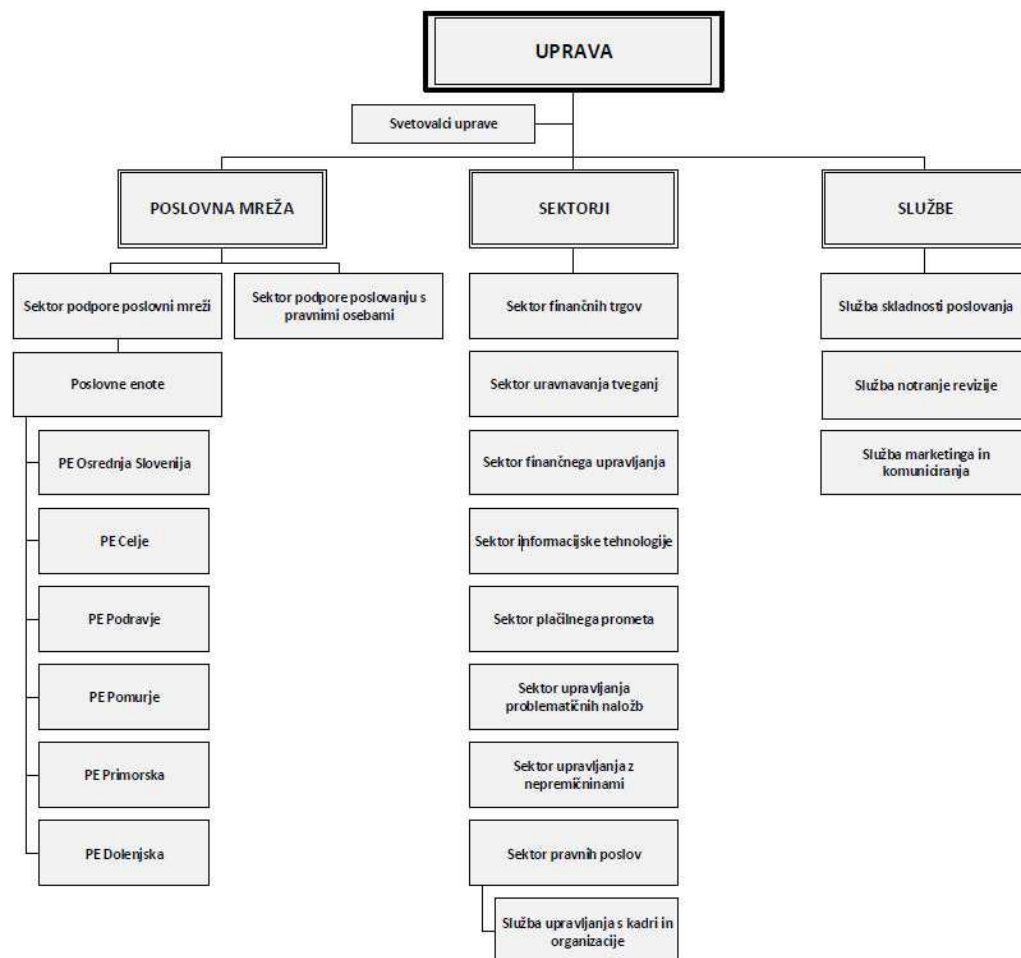 UPRAVA
Svetovalci uprave
POSLOVNA MREŽA
SEKTORJI
SLUŽBE
Sektor podpore poslovni mreži
Sektor podpore poslovanju s
pravnimi osebami
Poslovne enote
PE Osrednja Slovenija
PE Celje
PE Podravje
PE Pomurje
PE Primorska
PE Dolenjska
Sektor finančnih trgov
Sektor uravnavanja tveganj
Sektor finančnega upravljanja
Sektor informacijske tehnologije
Sektor plačilnega prometa
Sektor upravljanja
problematičnih naložb
Sektor upravljanja z
nepremičninami
Sektor pravnih poslov
Služba upravljanja s kadri in
organizacije
Služba skladnosti poslovanja
Služba notranje revizije
Služba marketinga in
komuniciranja